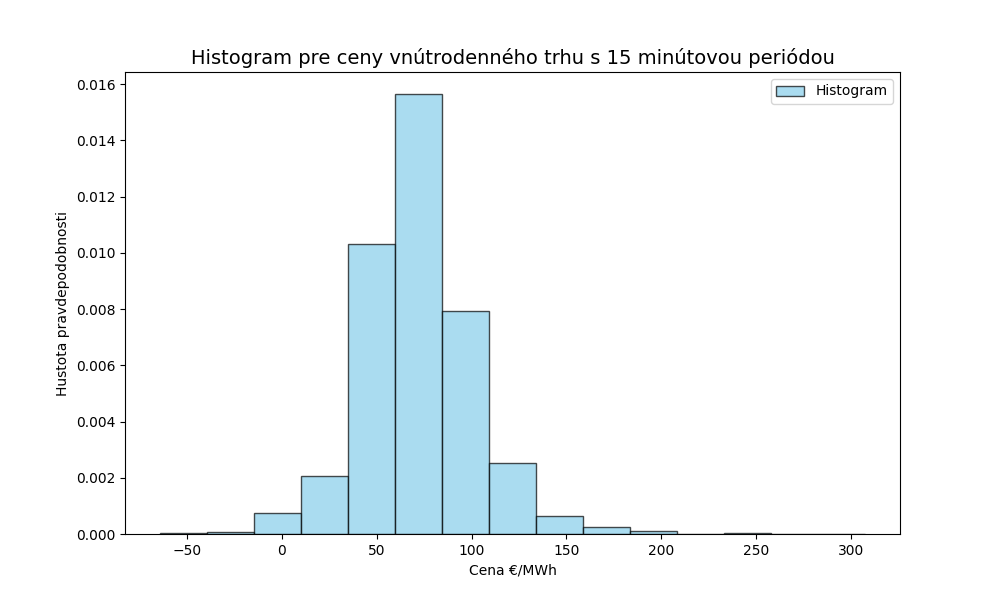 Histogram pre ceny vnútrodenného trhu s 15 minútovou periódou
Histogram
0.016
0.014
0.012
0.010
0.008
0.006
0.004
0.002
0.000
Hustota pravdepodobnosti
−50 0 50 100 150 200 250 300
Cena €/MWh